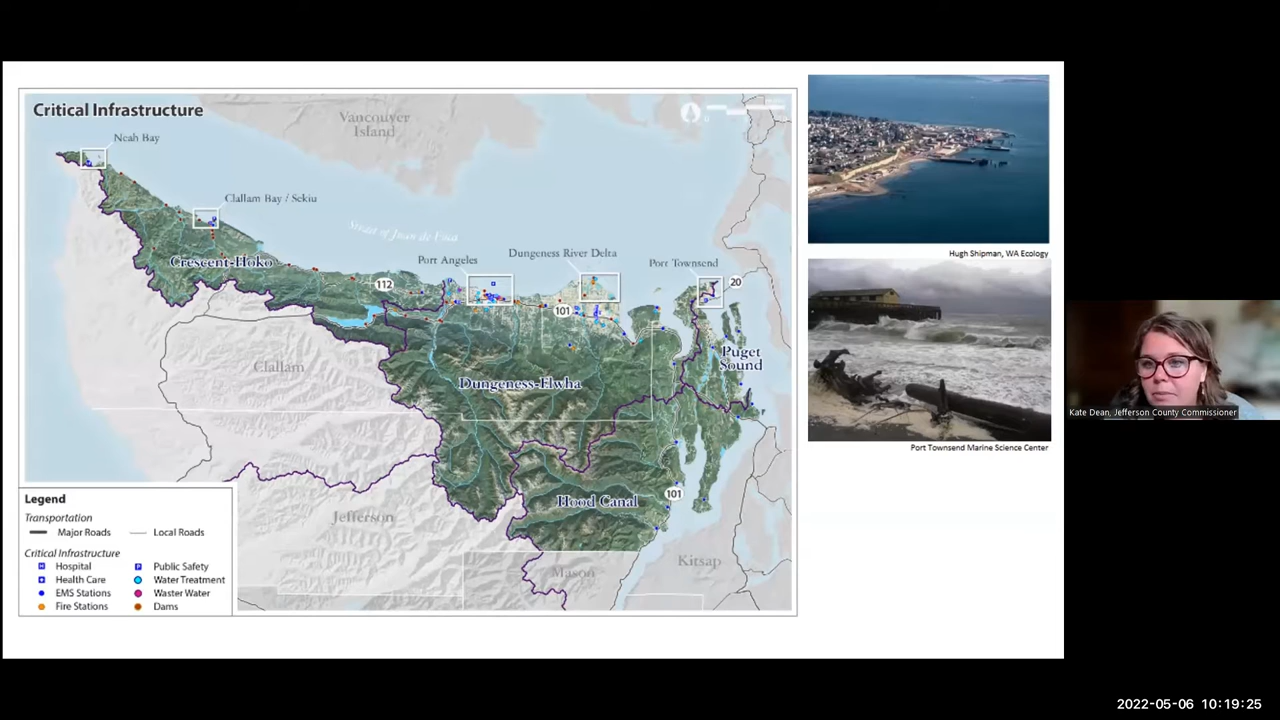 Critical Infrastructure
Vancouver
Island
Neah Bay
Clallam Bay / Sekiu
Strait of Juan de Fuca
Crescent-Hoko
Port Angeles
Dungeness River Delta
Port Townsend
112
101
20
Puget
Sound
Clallam
Dungeness-Elwha
Hood Canal
101
Jefferson
Kitsap
Mason
Legend
Transportation
Major Roads
Local Roads
Critical Infrastructure
Hospital
Public Safety
Health Care
Water Treatment
EMS Stations
Waster Water
Fire Stations
Dams
Hugh Shipman, WA Ecology
Port Townsend Marine Science Center
Kate Dean, Jefferson County Commissioner
2022-05-06 10:19:25